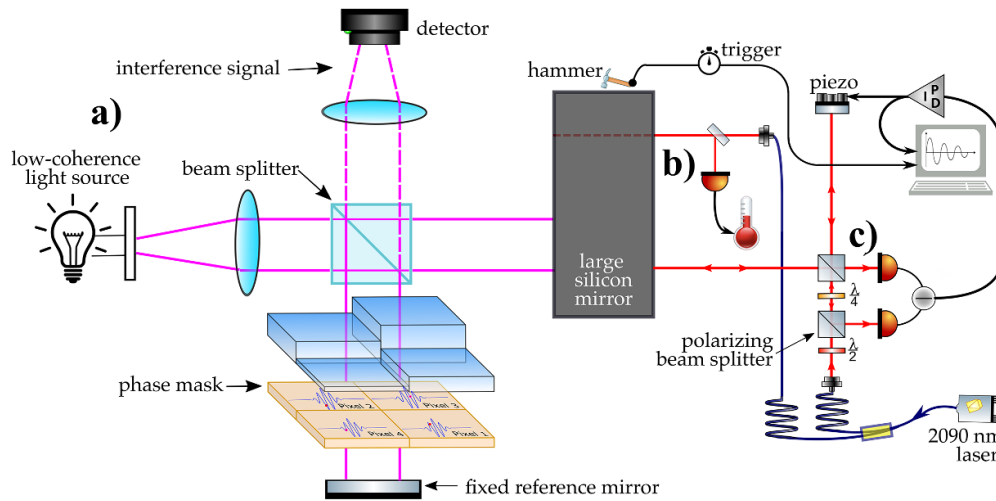 detector
interference signal
a)
low-coherence
light source
beam splitter
phase mask
Pixel 2
Pixel 3
Pixel 4
Pixel 1
fixed reference mirror
hammer
trigger
piezo
P
I
D
b)
large
silicon
mirror
c)
λ
4
polarizing
beam splitter
λ
2
2090 nm
laser